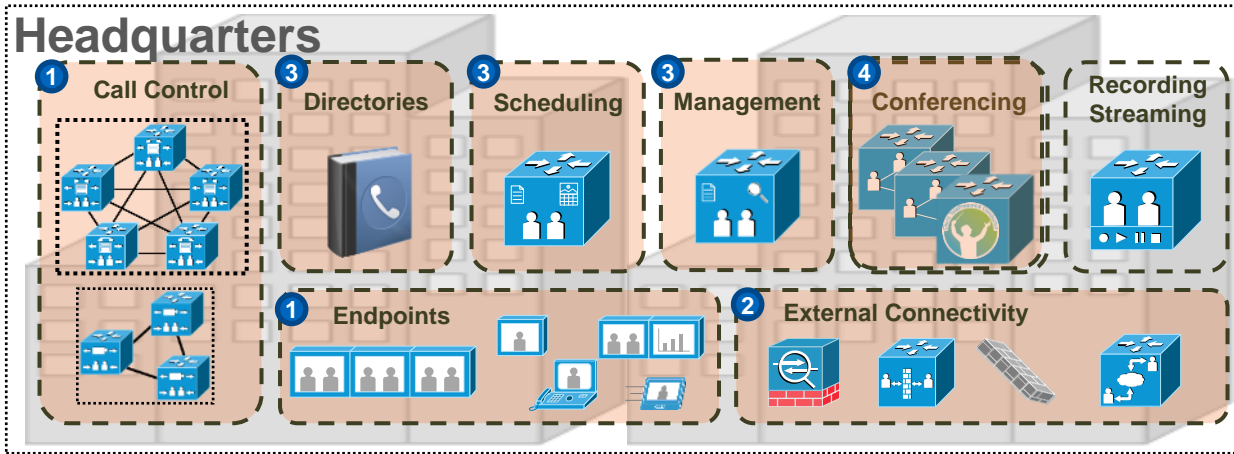 Headquarters
1
Call Control
3
Directories
3
Scheduling
3
Management
4
Conferencing
Recording
Streaming
1
Endpoints
2
External Connectivity